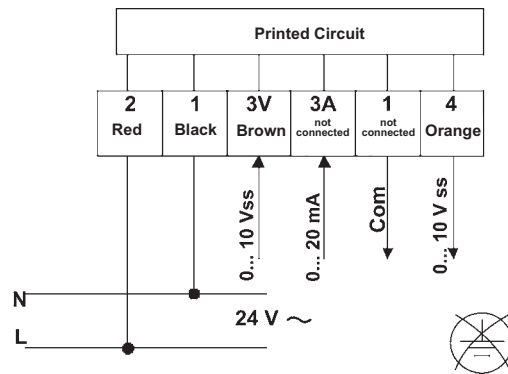 Printed Circuit
2 1 3V 3A 1 4
Red Black Brown not connected not connected Orange
0... 10 Vss
0... 20 mA
Com
0... 10 V ss
N
24 V ~
L